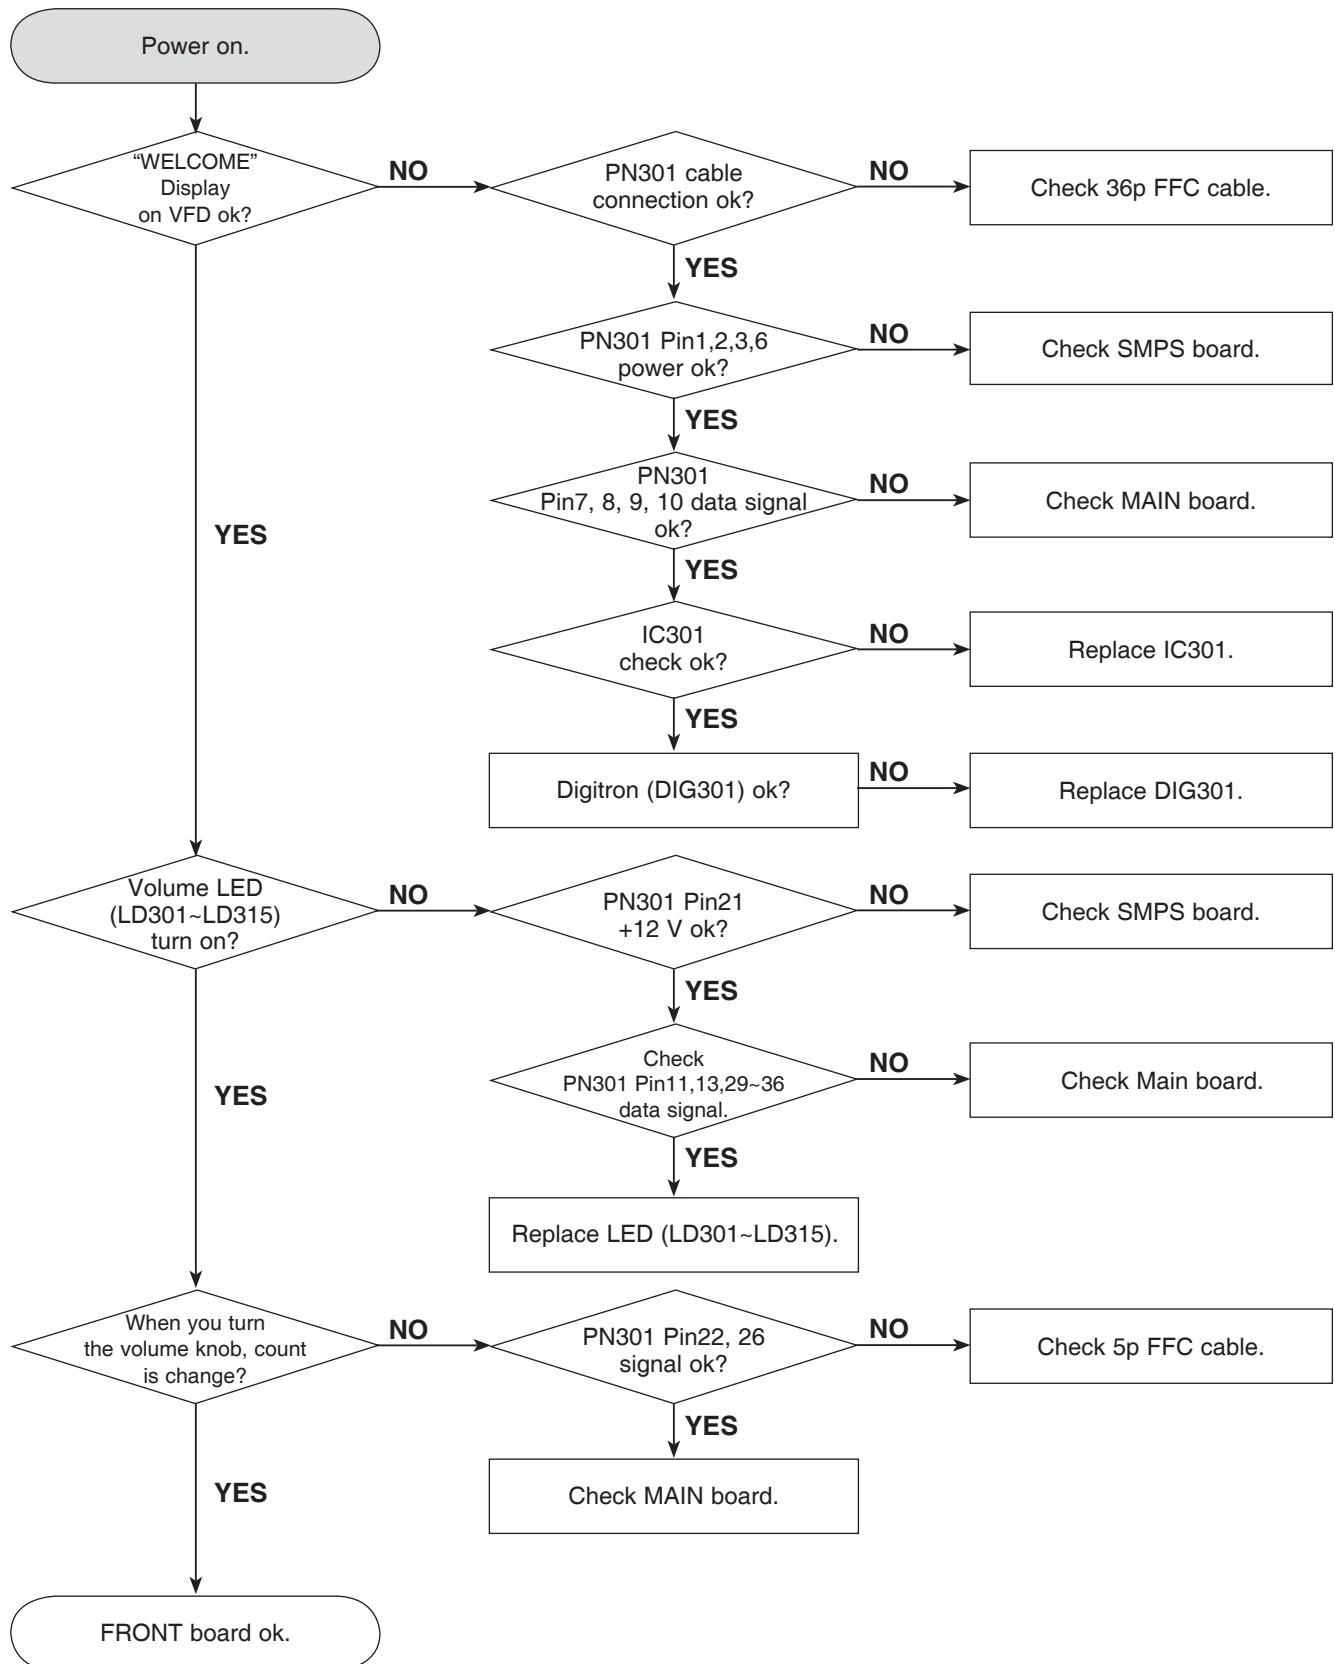 Power on.
“WELCOME”
Display
on VFD ok?
NO
PN301 cable
connection ok?
NO
Check 36p FFC cable.
YES
PN301 Pin1,2,3,6
power ok?
NO
Check SMPS board.
YES
PN301
Pin7, 8, 9, 10 data signal
ok?
NO
Check MAIN board.
YES
YES
IC301
check ok?
NO
Replace IC301.
YES
Digitron (DIG301) ok?
NO
Replace DIG301.
Volume LED
(LD301~LD315)
turn on?
NO
PN301 Pin21
+12 V ok?
NO
Check SMPS board.
YES
Check
PN301 Pin11,13,29~36
data signal.
NO
Check Main board.
YES
YES
Replace LED (LD301~LD315).
When you turn
the volume knob, count
is change?
NO
PN301 Pin22, 26
signal ok?
NO
Check 5p FFC cable.
YES
Check MAIN board.
YES
FRONT board ok.